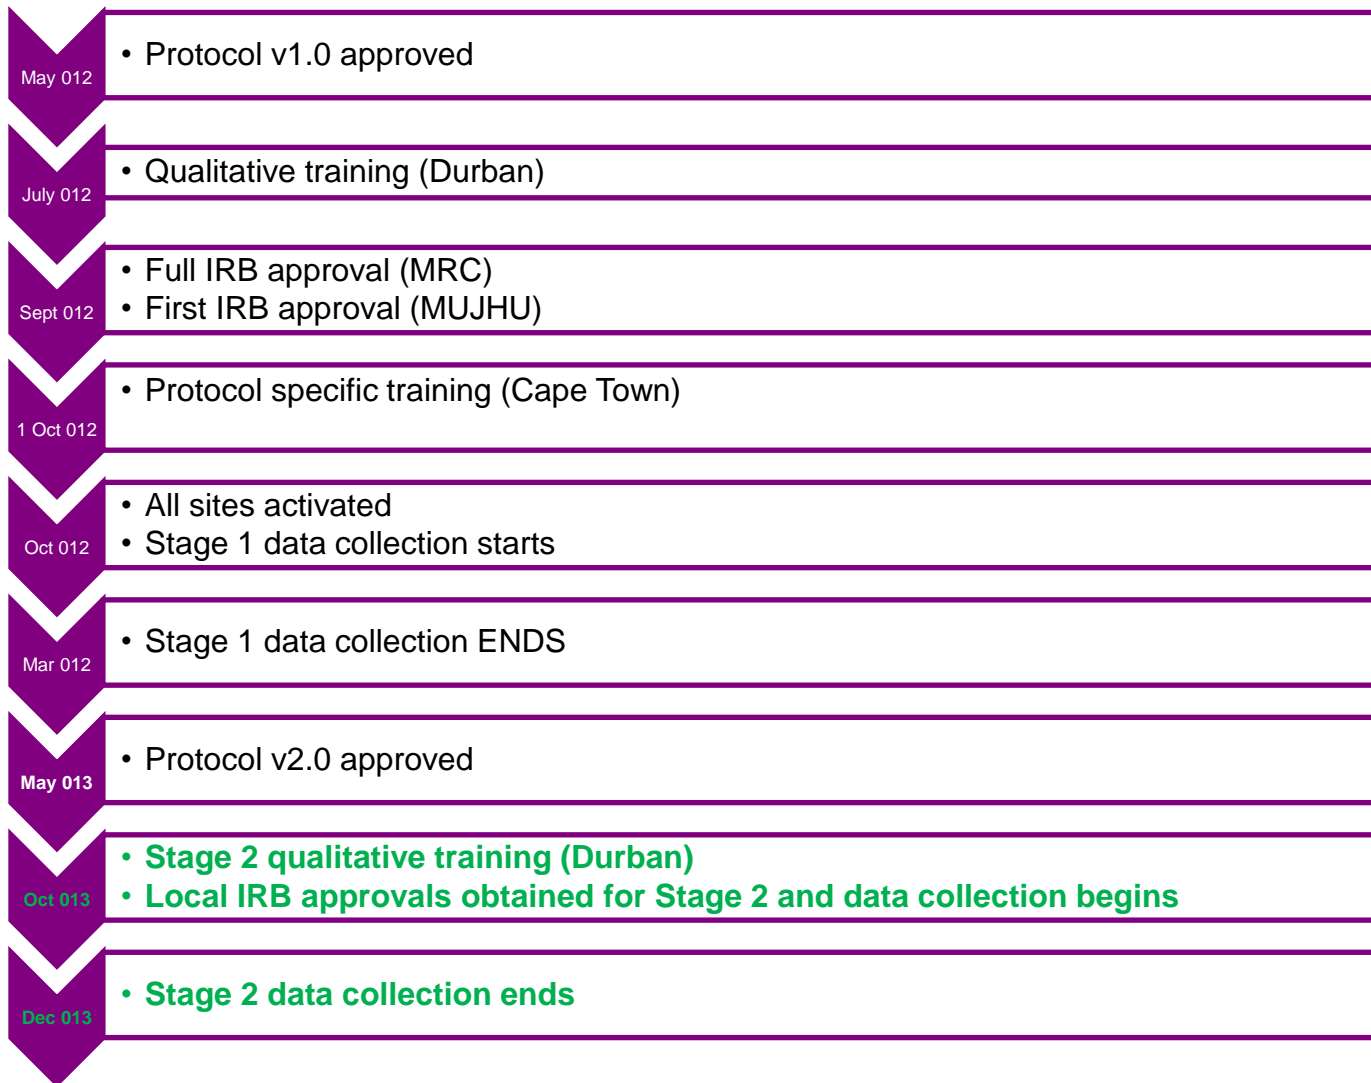 May 012
• Protocol v1.0 approved
July 012
• Qualitative training (Durban)
Sept 012
• Full IRB approval (MRC)
• First IRB approval (MUJHU)
1 Oct 012
• Protocol specific training (Cape Town)
Oct 012
• All sites activated
• Stage 1 data collection starts
Mar 012
• Stage 1 data collection ENDS
May 013
• Protocol v2.0 approved
Oct 013
• Stage 2 qualitative training (Durban)
• Local IRB approvals obtained for Stage 2 and data collection begins
Dec 013
• Stage 2 data collection ends